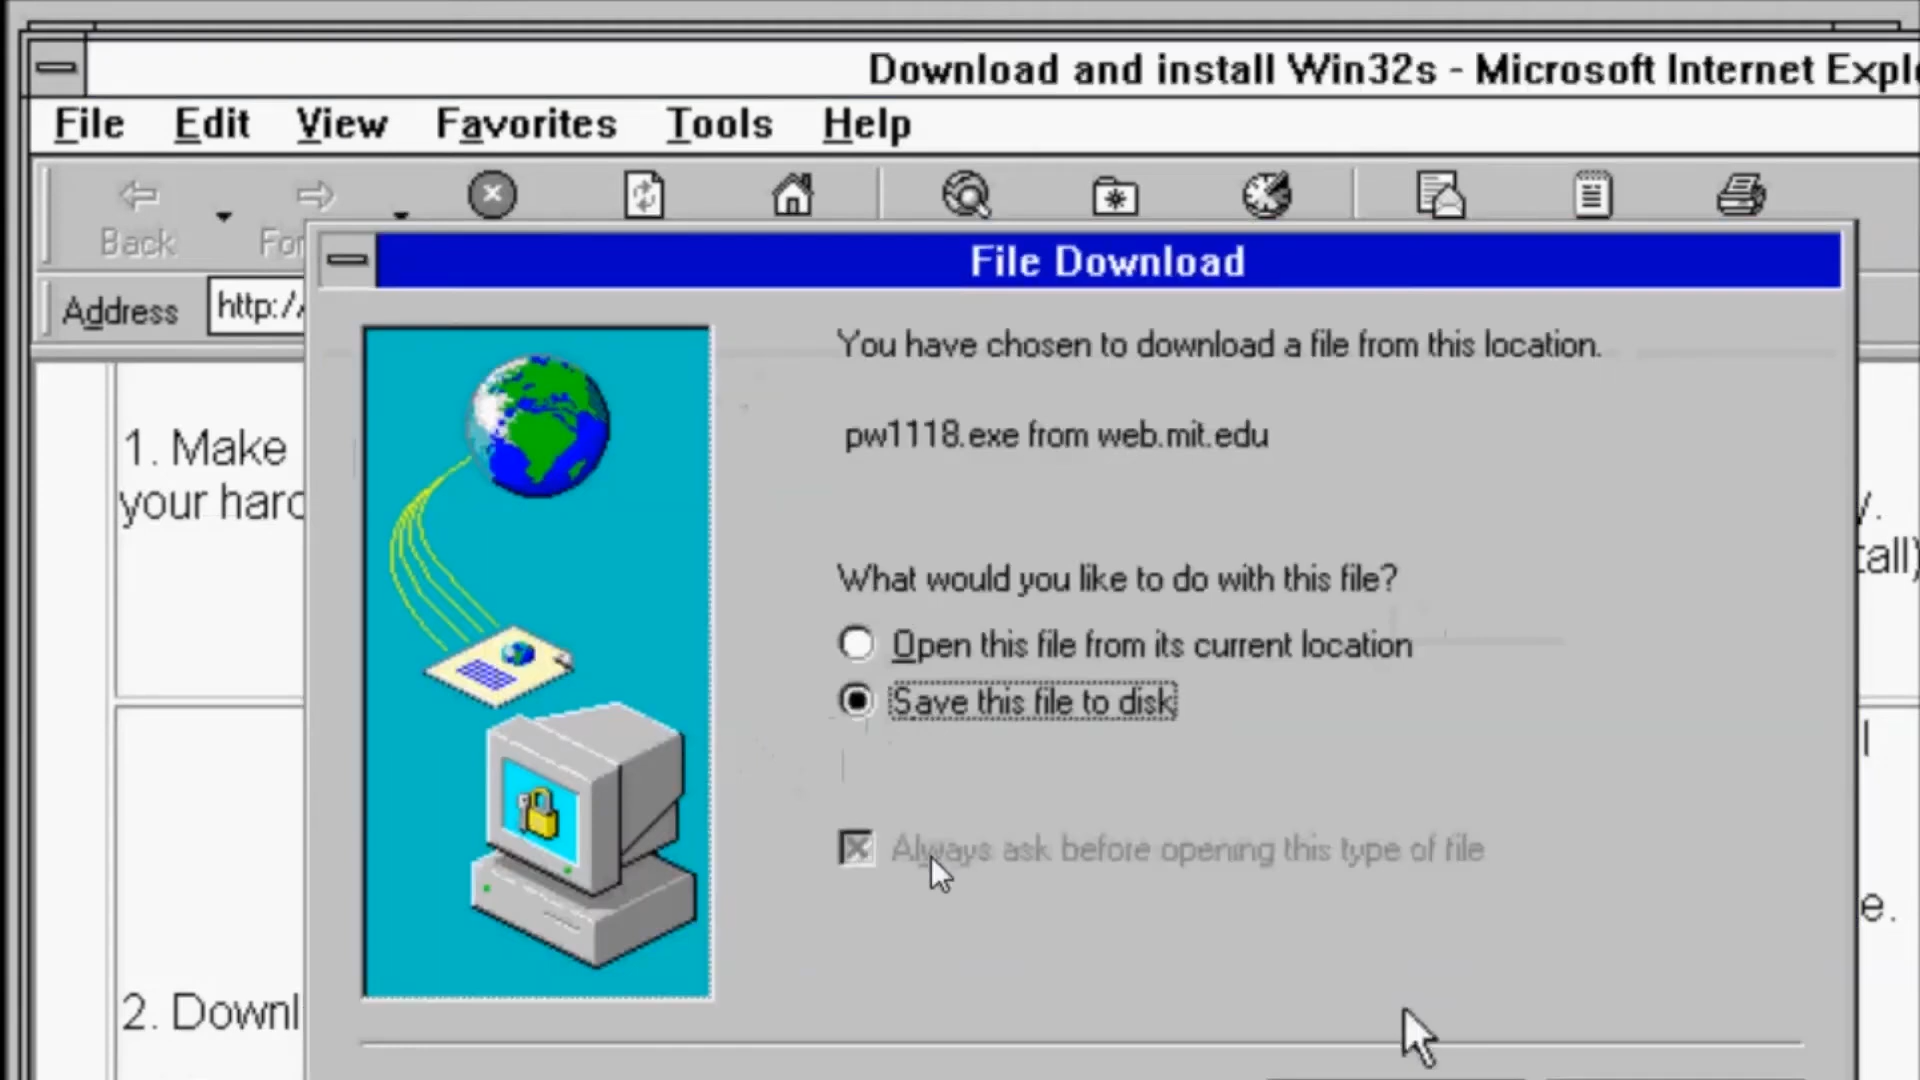 Download and install Win32s - Microsoft Internet Expl
File Edit View Favorites Tools Help
Back
Address http:/
File Download
You have chosen to download a file from this location.
pw1118.exe from web.mit.edu
What would you like to do with this file?
Open this file from its current location
Save this file to disk
Always ask before opening this type of file
1. Make
your hard
tall)
e.
2. Downl